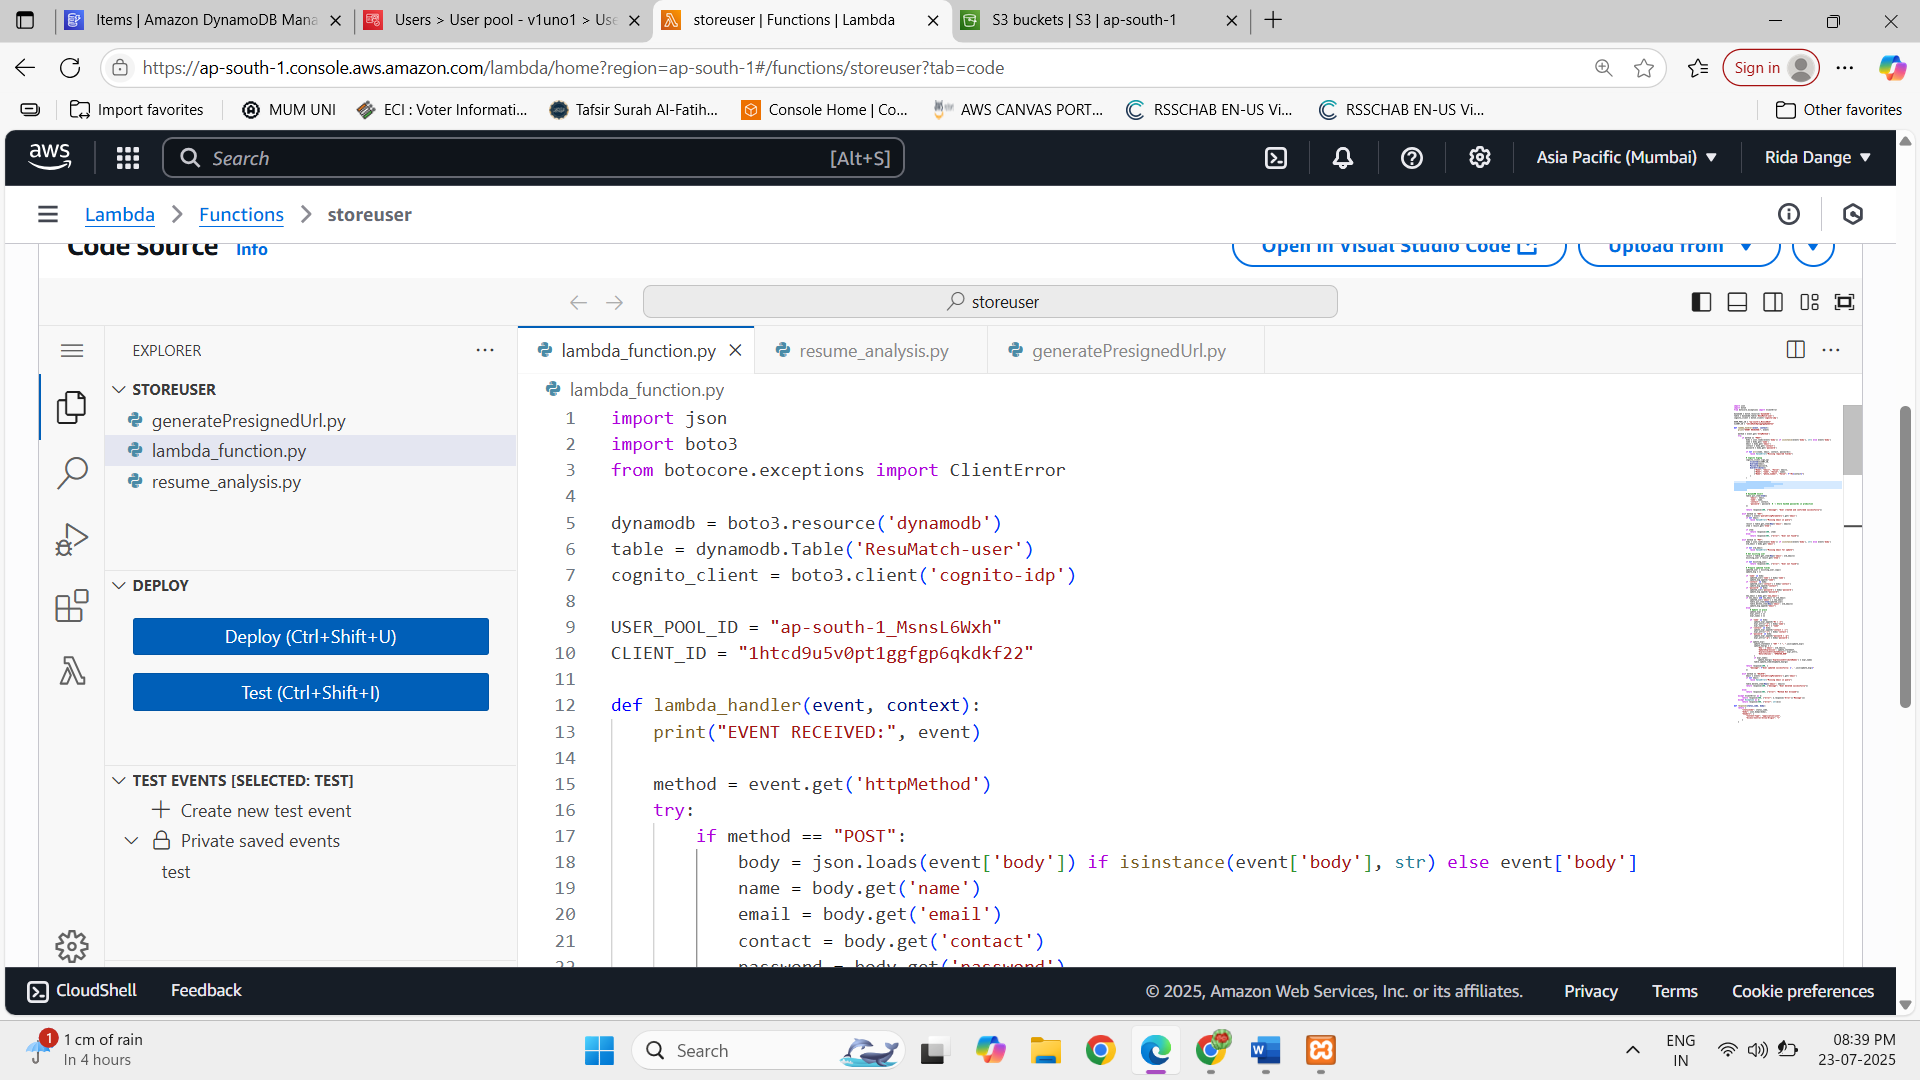 Items | Amazon DynamoDB Mana
Users > User pool - v1uno1 > Use
storeuser | Functions | Lambda
S3 buckets | S3 | ap-south-1
https://ap-south-1.console.aws.amazon.com/lambda/home?region=ap-south-1#/functions/storeuser?tab=code
Sign in
Import favorites
MUM UNI
ECI : Voter Informati...
Tafsir Surah Al-Fatih...
Console Home | Co...
AWS CANVAS PORT...
RSSCHAB EN-US Vi...
RSSCHAB EN-US Vi...
Other favorites
aws
Search
[Alt+S]
Asia Pacific (Mumbai)
Rida Dange
Lambda
Functions
storeuser
Code source
Info
Open in Visual Studio Code
Upload from
storeuser
EXPLORER
STOREUSER
generatePresignedUrl.py
lambda_function.py
resume_analysis.py
DEPLOY
Deploy (Ctrl+Shift+U)
Test (Ctrl+Shift+I)
TEST EVENTS [SELECTED: TEST]
Create new test event
Private saved events
test
lambda_function.py
resume_analysis.py
generatePresignedUrl.py
lambda_function.py
1 import json
2 import boto3
3 from botocore.exceptions import ClientError
4
5 dynamodb = boto3.resource('dynamodb')
6 table = dynamodb.Table('ResuMatch-user')
7 cognito_client = boto3.client('cognito-idp')
8
9 USER_POOL_ID = "ap-south-1_MsnsL6Wxh"
10 CLIENT_ID = "1htcd9u5v0pt1ggfgp6qkdkf22"
11
12 def lambda_handler(event, context):
13 print("EVENT RECEIVED:", event)
14
15 method = event.get('httpMethod')
16 try:
17 if method == "POST":
18 body = json.loads(event['body']) if isinstance(event['body'], str) else event['body']
19 name = body.get('name')
20 email = body.get('email')
21 contact = body.get('contact')
22 password = body.get('password')
CloudShell
Feedback
© 2025, Amazon Web Services, Inc. or its affiliates.
Privacy
Terms
Cookie preferences
1
1 cm of rain
In 4 hours
Search
ENG
IN
08:39 PM
23-07-2025